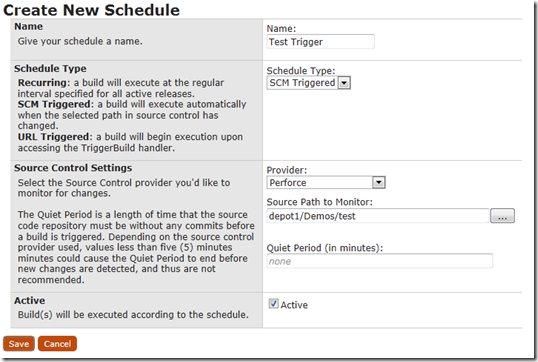 Create New Schedule
Name
Give your schedule a name.
Name:
Test Trigger
Schedule Type
Recurring: a build will execute at the regular
interval specified for all active releases.
SCM Triggered: a build will execute automatically
when the selected path in source control has
changed.
URL Triggered: a build will begin execution upon
accessing the TriggerBuild handler.
Schedule Type:
SCM Triggered
Source Control Settings
Select the Source Control provider you'd like to
monitor for changes.
The Quiet Period is a length of time that the source
code repository must be without any commits before
a build is triggered. Depending on the source control
provider used, values less than five (5) minutes
minutes could cause the Quiet Period to end before
new changes are detected, and thus are not
recommended.
Provider:
Perforce
Source Path to Monitor:
depot1/Demos/test
...
Quiet Period (in minutes):
none
Active
Build(s) will be executed according to the schedule.
Active
Save
Cancel